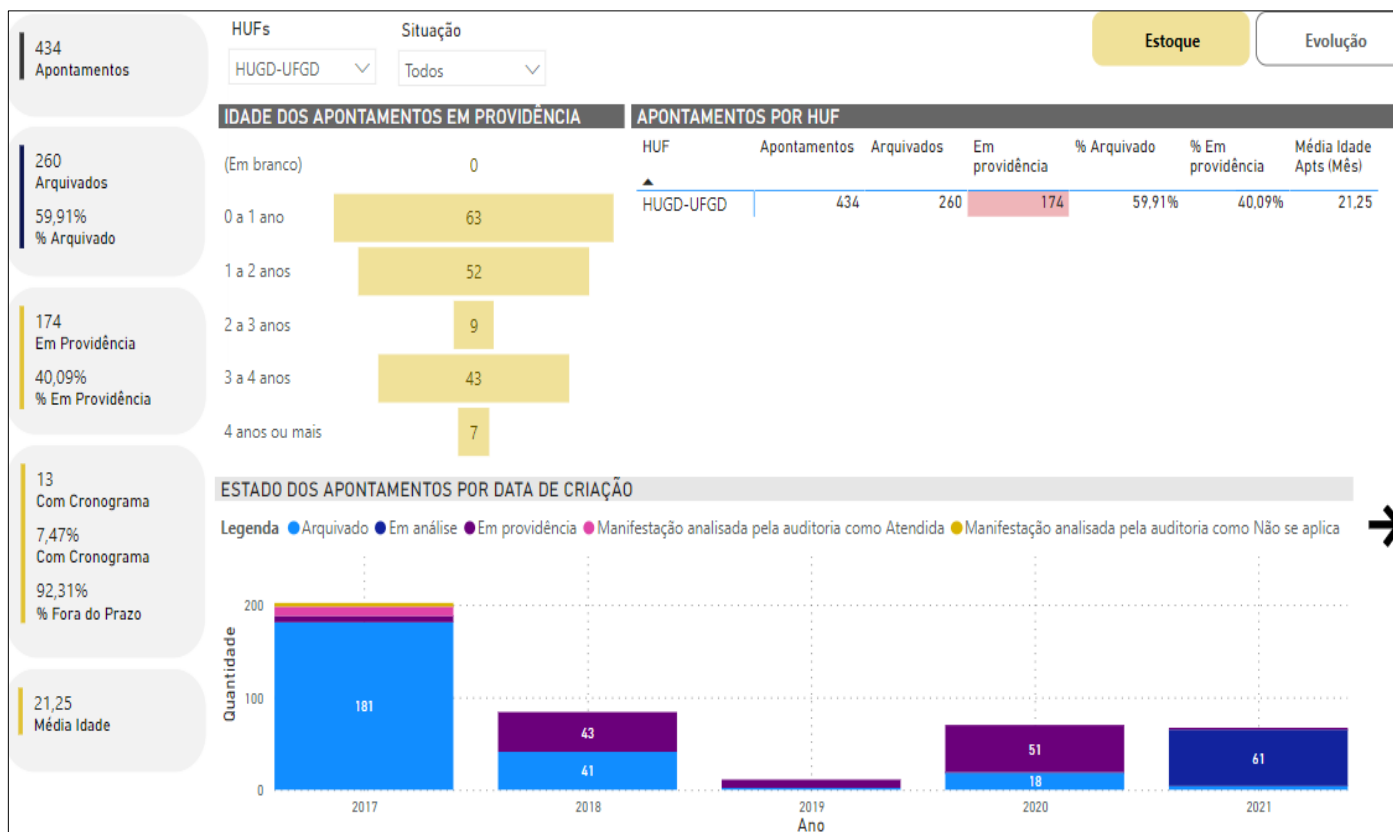 434
Apontamentos
260
Arquivados
59,91%
% Arquivado
174
Em Providência
40,09%
% Em Providência
13
Com Cronograma
7,47%
Com Cronograma
92,31%
% Fora do Prazo
21,25
Média Idade
HUFs
HUGD-UFGD
Situação
Todos
Estoque
Evolução
IDADE DOS APONTAMENTOS EM PROVIDÊNCIA
(Em branco) 0
0 a 1 ano 63
1 a 2 anos 52
2 a 3 anos 9
3 a 4 anos 43
4 anos ou mais 7
APONTAMENTOS POR HUF
HUF Apontamentos Arquivados Em providência % Arquivado % Em providência Média Idade Apts (Mês)
HUGD-UFGD 434 260 174 59,91% 40,09% 21,25
ESTADO DOS APONTAMENTOS POR DATA DE CRIAÇÃO
Legenda Arquivado Em análise Em providência Manifestação analisada pela auditoria como Atendida Manifestação analisada pela auditoria como Não se aplica
Quantidade
200
100
0
181
43
41
51
18
61
2017 2018 2019 2020 2021
Ano